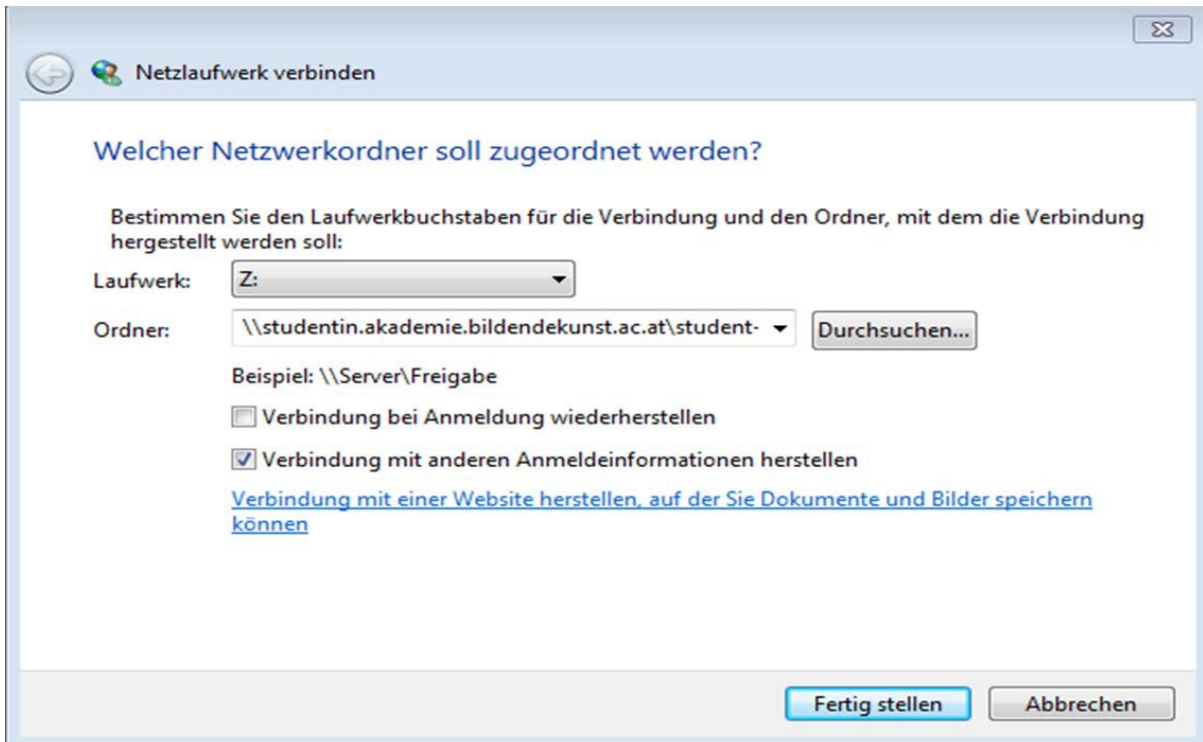 Netzlaufwerk verbinden
Welcher Netzwerkordner soll zugeordnet werden?
Bestimmen Sie den Laufwerkbuchstaben für die Verbindung und den Ordner, mit dem die Verbindung
hergestellt werden soll:
Laufwerk: Z:
Ordner: \\studentin.akademie.bildendekunst.ac.at\student- Durchsuchen...
Beispiel: \\Server\Freigabe
Verbindung bei Anmeldung wiederherstellen
Verbindung mit anderen Anmeldeinformationen herstellen
Verbindung mit einer Website herstellen, auf der Sie Dokumente und Bilder speichern
können
Fertig stellen Abbrechen